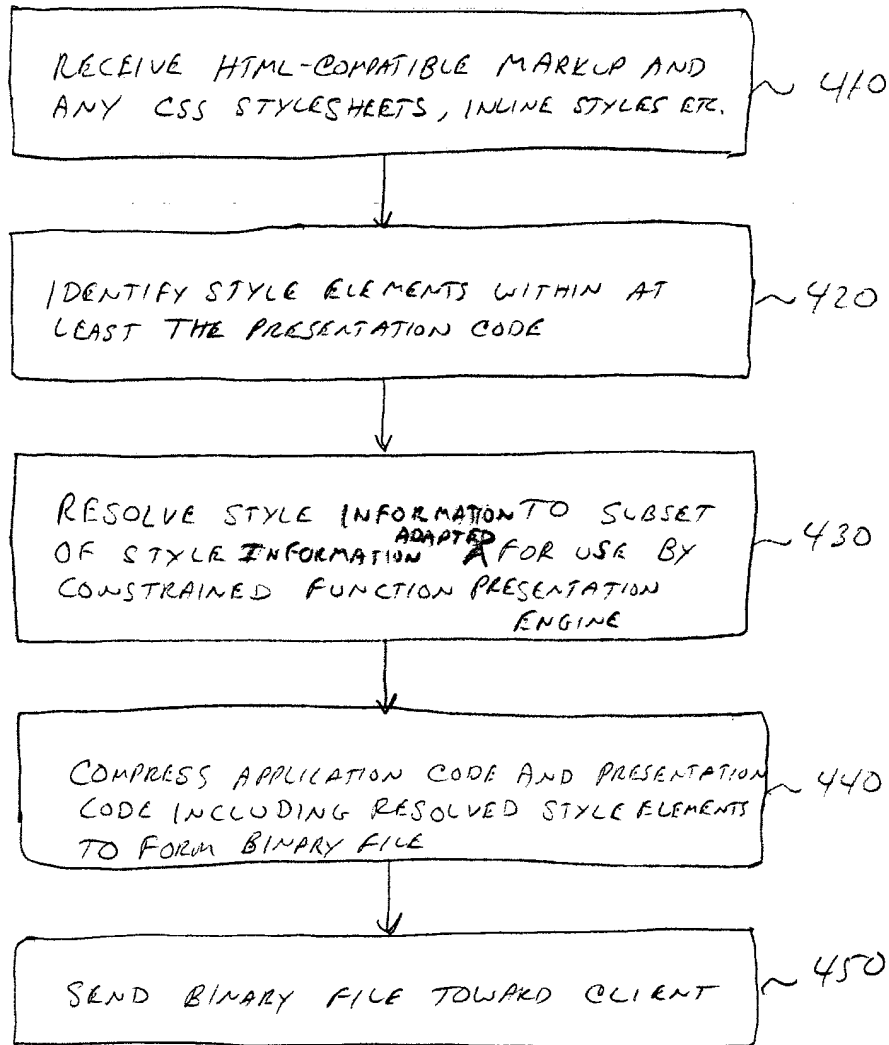 RECEIVE HTML-COMPATIBLE MARKUP AND
ANY CSS STYLESHEETS, INLINE STYLES ETC.
~ 410
IDENTIFY STYLE ELEMENTS WITHIN AT
LEAST THE PRESENTATION CODE
~ 420
RESOLVE STYLE INFORMATION TO SUBSET
OF STYLE INFORMATION ADAPTED FOR USE BY
CONSTRAINED FUNCTION PRESENTATION
ENGINE
~ 430
COMPRESS APPLICATION CODE AND PRESENTATION
CODE INCLUDING RESOLVED STYLE ELEMENTS
TO FORM BINARY FILE
~ 440
SEND BINARY FILE TOWARD CLIENT
~ 450